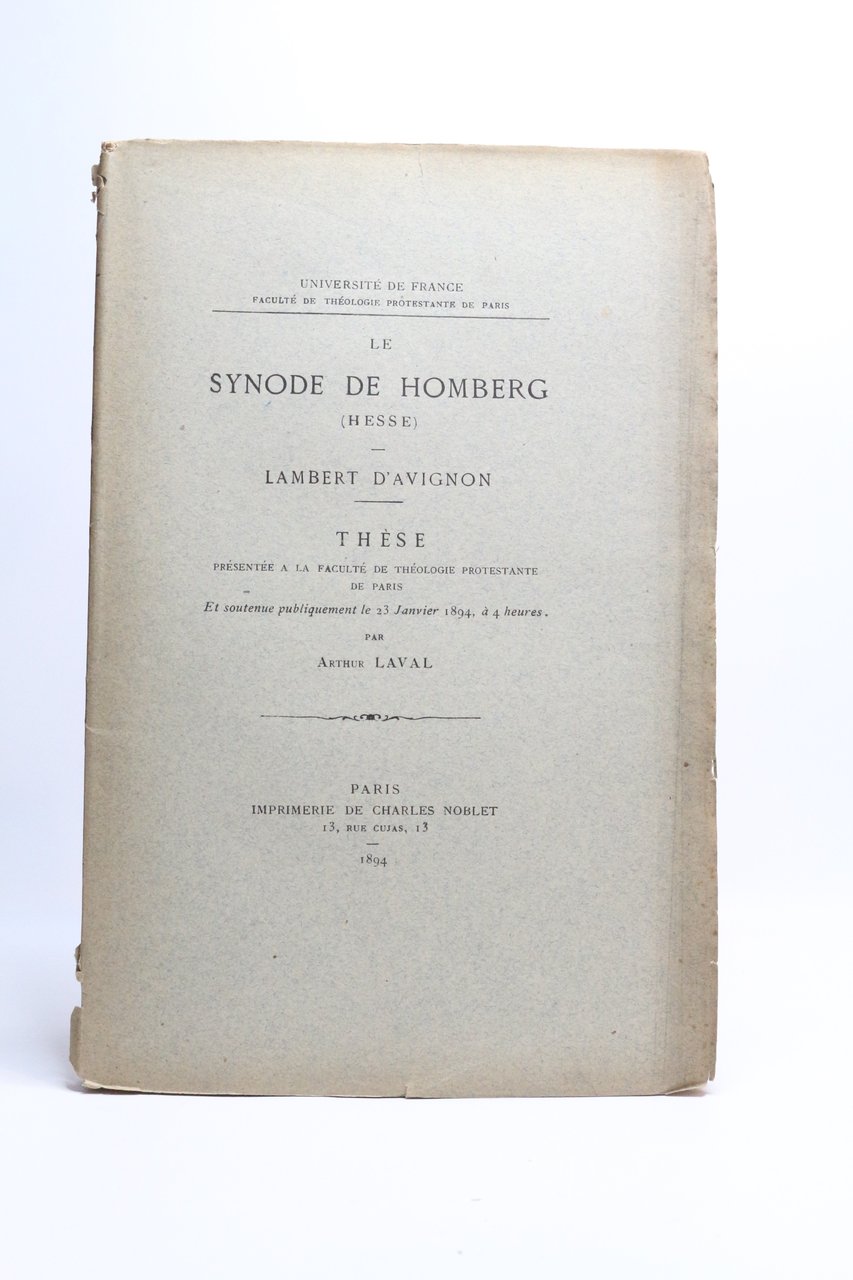 UNIVERSITÉ DE FRANCE
FACULTÉ DE THÉOLOGIE PROTESTANTE DE PARIS
LE
SYNODE DE HOMBERG
(HESSE)
LAMBERT D'AVIGNON
THÈSE
PRÉSENTÉE A LA FACULTÉ DE THÉOLOGIE PROTESTANTE
DE PARIS
Et soutenue publiquement le 23 Janvier 1894, à 4 heures.
PAR
ARTHUR LAVAL
PARIS
IMPRIMERIE DE CHARLES NOBLET
13, RUE CUJAS, 13
1894